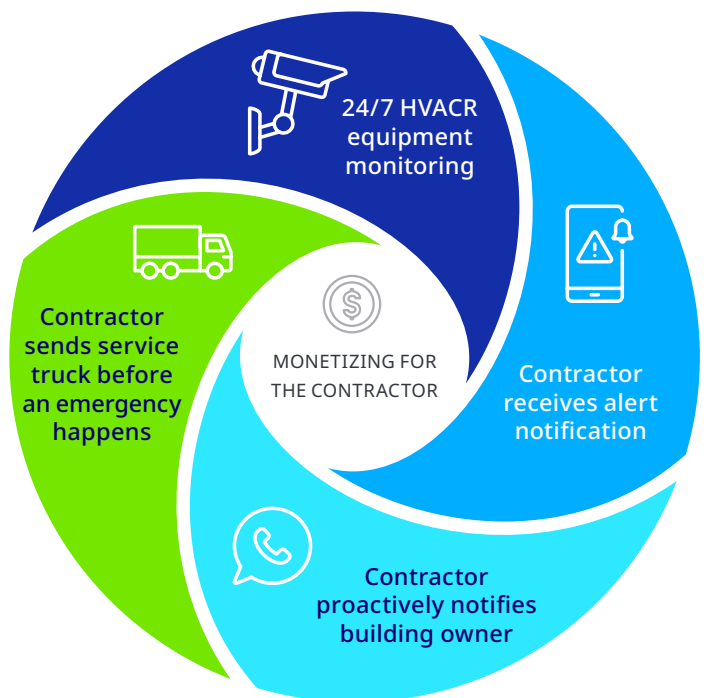 24/7 HVACR
equipment
monitoring
Contractor
receives alert
notification
Contractor
proactively notifies
building owner
Contractor
sends service
truck before
an emergency
happens
$
MONETIZING FOR
THE CONTRACTOR